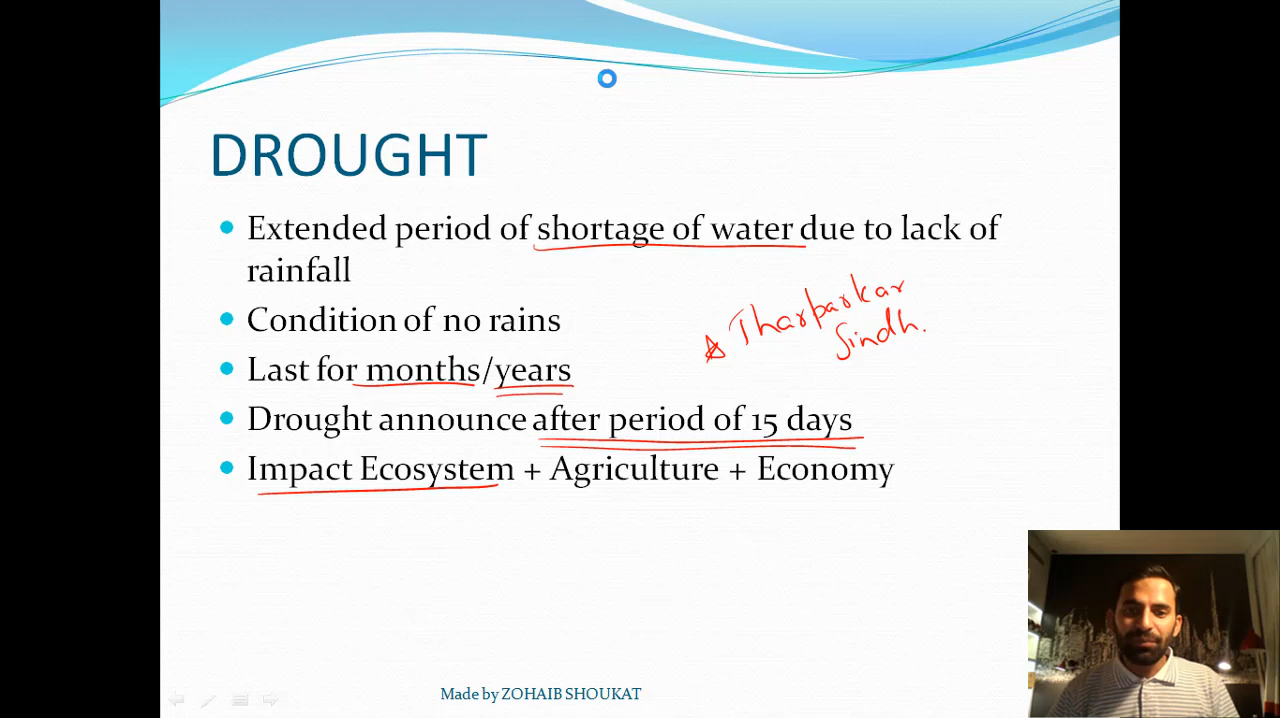 DROUGHT
Extended period of shortage of water due to lack of
rainfall
Condition of no rains
Tharparkar
Sindh.
Last for months/years
Drought announce after period of 15 days
Impact Ecosystem + Agriculture + Economy
Made by ZOHAIB SHOUKAT